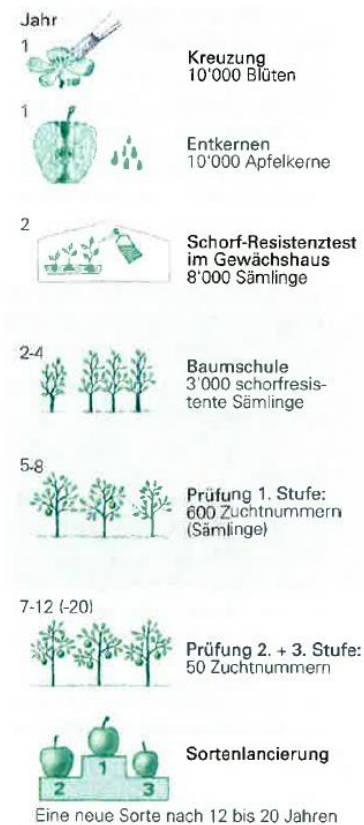 Jahr
1
Kreuzung
10'000 Blüten
1
Entkernen
10'000 Apfelkerne
2
Schorf-Resistenztest
im Gewächshaus
8'000 Sämlinge
2-4
Baumschule
3'000 schorfresis-
tente Sämlinge
5-8
Prüfung 1. Stufe:
600 Zuchtnummern
(Sämlinge)
7-12 (-20)
Prüfung 2. + 3. Stufe:
50 Zuchtnummern
Sortenlancierung
1
2
3
Eine neue Sorte nach 12 bis 20 Jahren